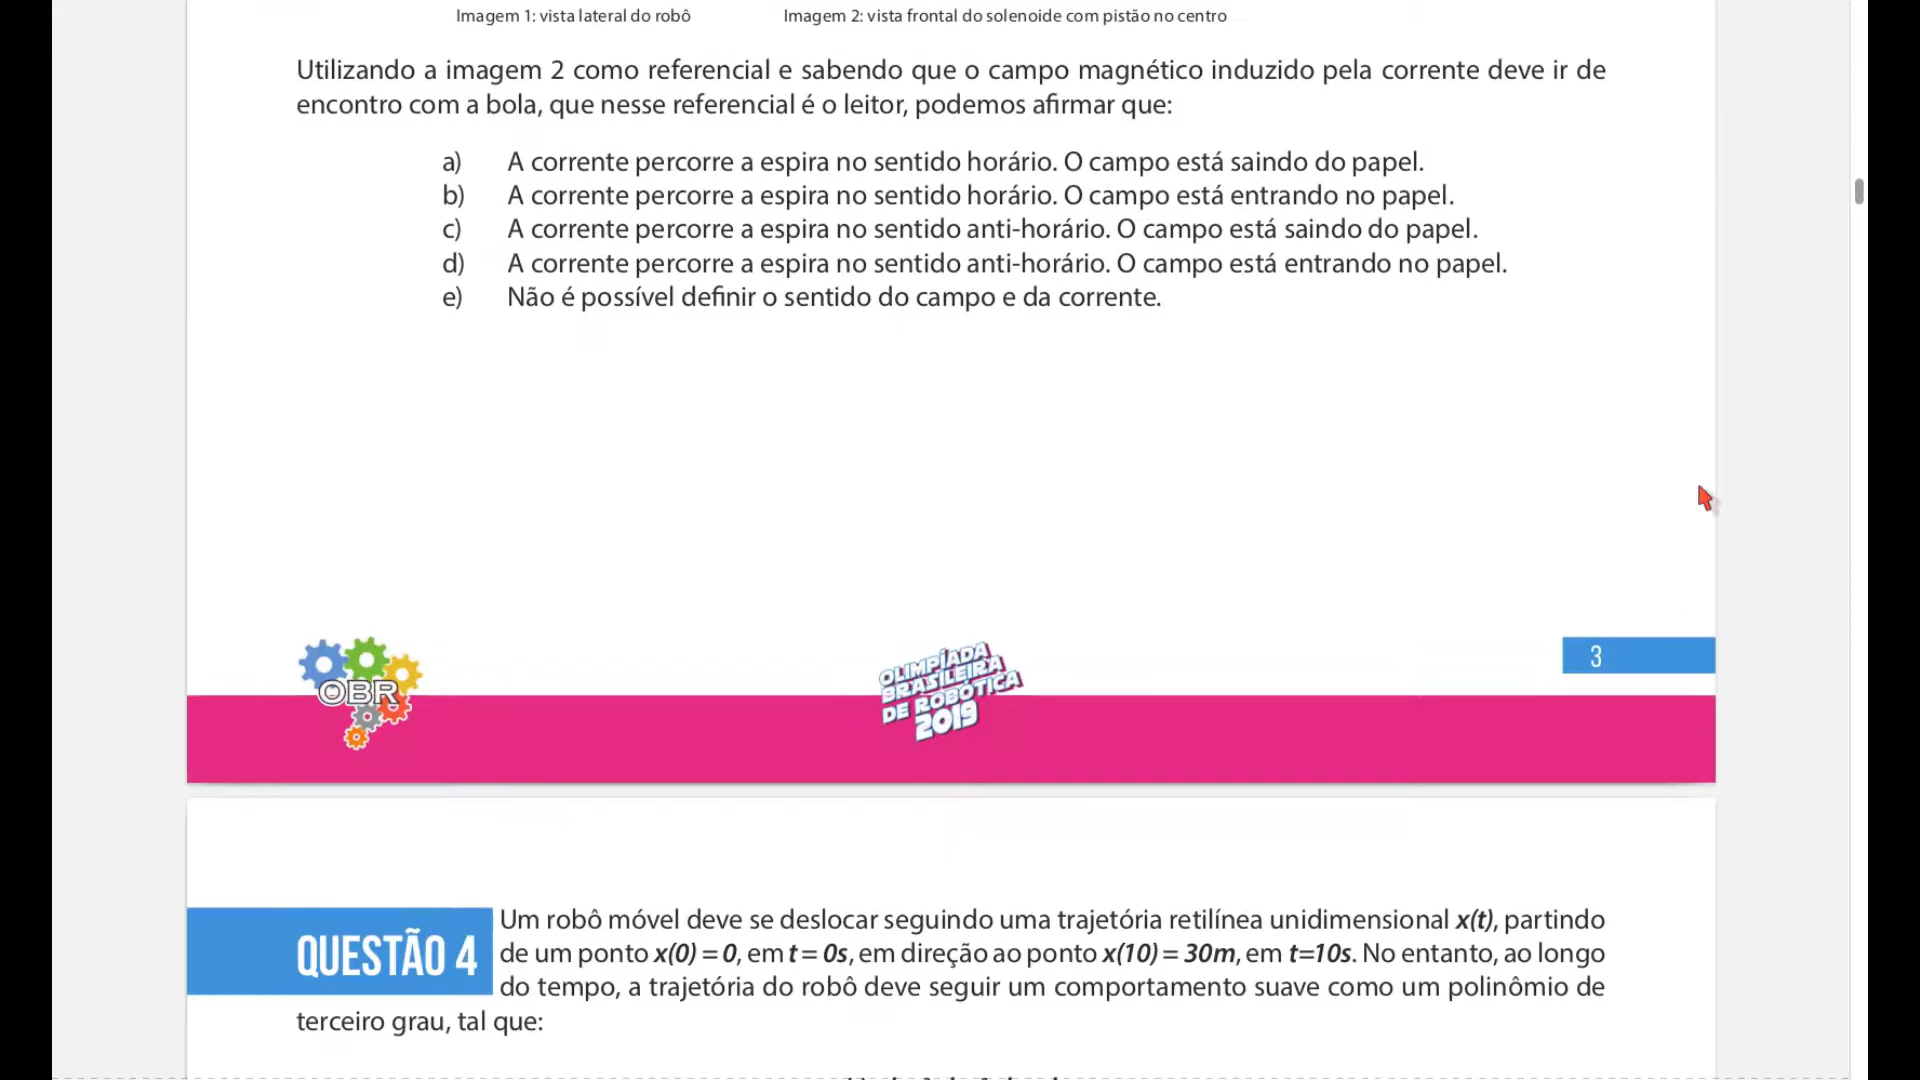 Imagem 1: vista lateral do robô
Imagem 2: vista frontal do solenoide com pistão no centro
Utilizando a imagem 2 como referencial e sabendo que o campo magnético induzido pela corrente deve ir de
encontro com a bola, que nesse referencial é o leitor, podemos afirmar que:
a) A corrente percorre a espira no sentido horário. O campo está saindo do papel.
b) A corrente percorre a espira no sentido horário. O campo está entrando no papel.
c) A corrente percorre a espira no sentido anti-horário. O campo está saindo do papel.
d) A corrente percorre a espira no sentido anti-horário. O campo está entrando no papel.
e) Não é possível definir o sentido do campo e da corrente.
OBR
OLIMPÍADA
BRASILEIRA
DE ROBÓTICA
2019
3
QUESTÃO 4
Um robô móvel deve se deslocar seguindo uma trajetória retilínea unidimensional x(t), partindo
de um ponto x(0) = 0, em t = 0s, em direção ao ponto x(10) = 30m, em t=10s. No entanto, ao longo
do tempo, a trajetória do robô deve seguir um comportamento suave como um polinômio de
terceiro grau, tal que: